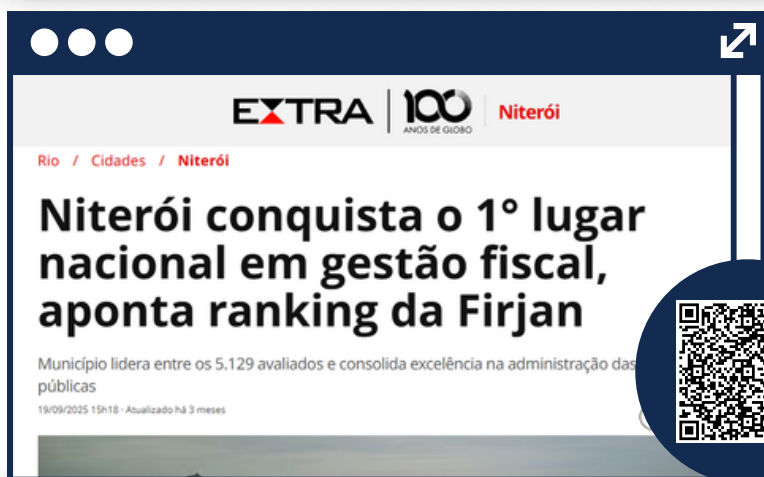 EXTRA 100 ANOS DE GLOBO Niterói
Rio / Cidades / Niterói
Niterói conquista o 1° lugar
nacional em gestão fiscal,
aponta ranking da Firjan
Município lidera entre os 5.129 avaliados e consolida excelência na administração das
públicas
19/09/2025 15h18 · Atualizado há 3 meses